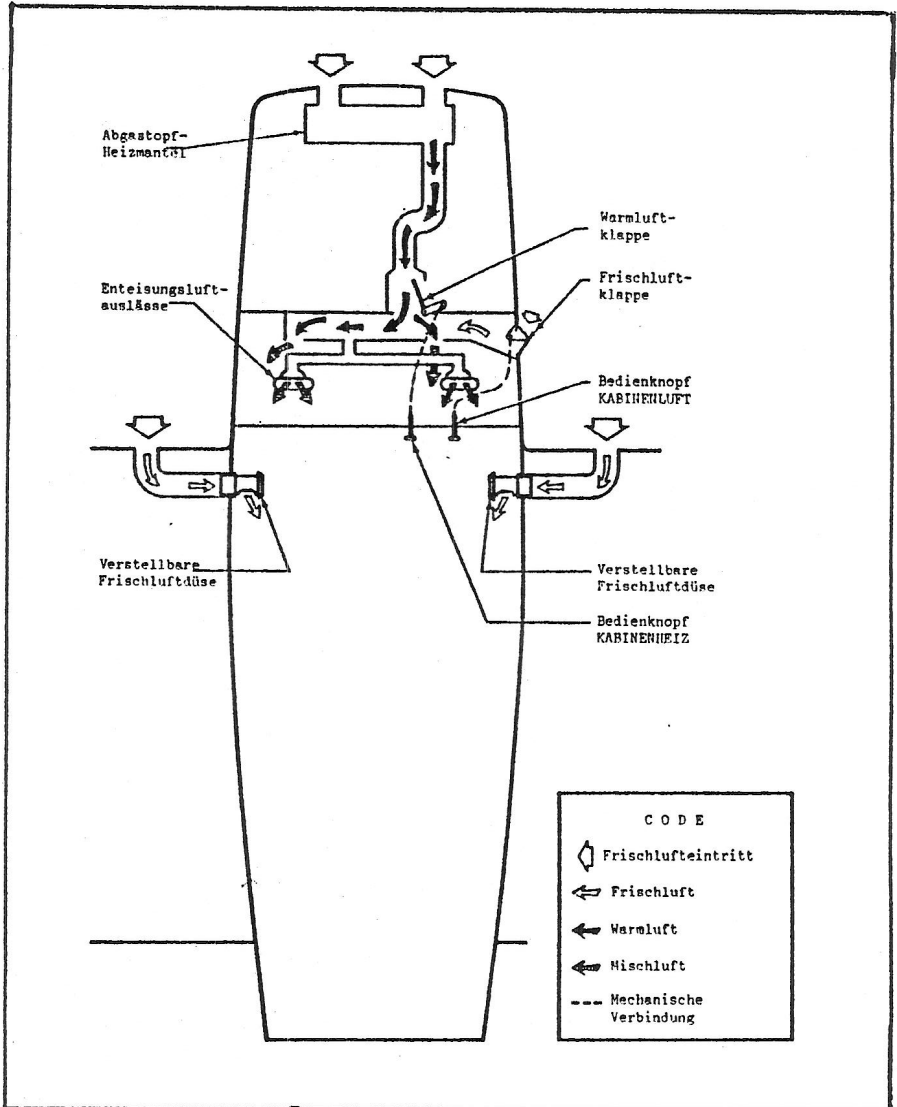 Abgastopf-
Heizmantel
Warmluft-
klappe
Frischluft-
klappe
Enteisungsluft-
auslässe
Bedienknopf
KABINENLUFT
Verstellbare
Frischluftdüse
Verstellbare
Frischluftdüse
Bedienknopf
KABINENHEIZ
CODE
Frischlufteintritt
Frischluft
Warmluft
Mischluft
Mechanische
Verbindung